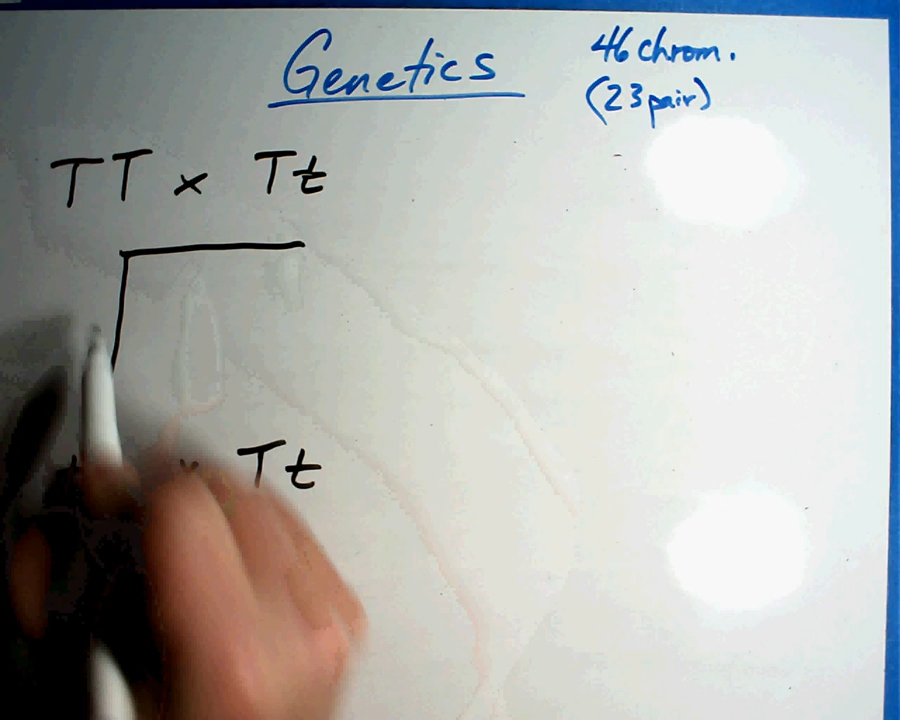 Genetics
46 chrom.
(23 pair)
TT x Tt
x Tt